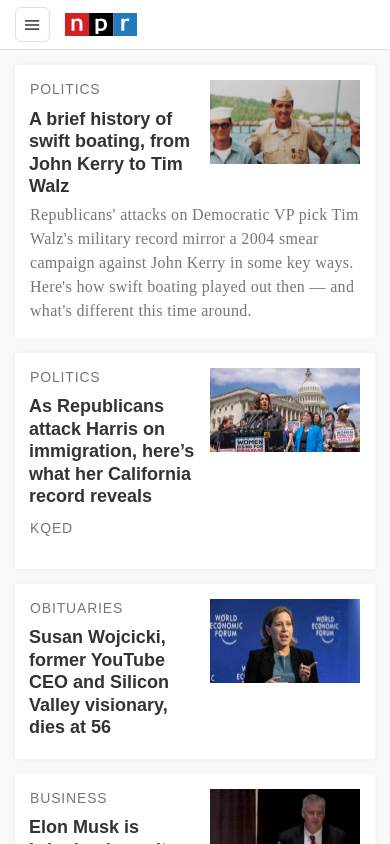 npr
POLITICS
A brief history of
swift boating, from
John Kerry to Tim
Walz
Republicans' attacks on Democratic VP pick Tim
Walz's military record mirror a 2004 smear
campaign against John Kerry in some key ways.
Here's how swift boating played out then — and
what's different this time around.
POLITICS
As Republicans
attack Harris on
immigration, here’s
what her California
record reveals
KQED
WOMEN
OBITUARIES
Susan Wojcicki,
former YouTube
CEO and Silicon
Valley visionary,
dies at 56
WORLD
ECONOMIC
FORUM
WORLD
ECONOMIC
FORUM
BUSINESS
Elon Musk is